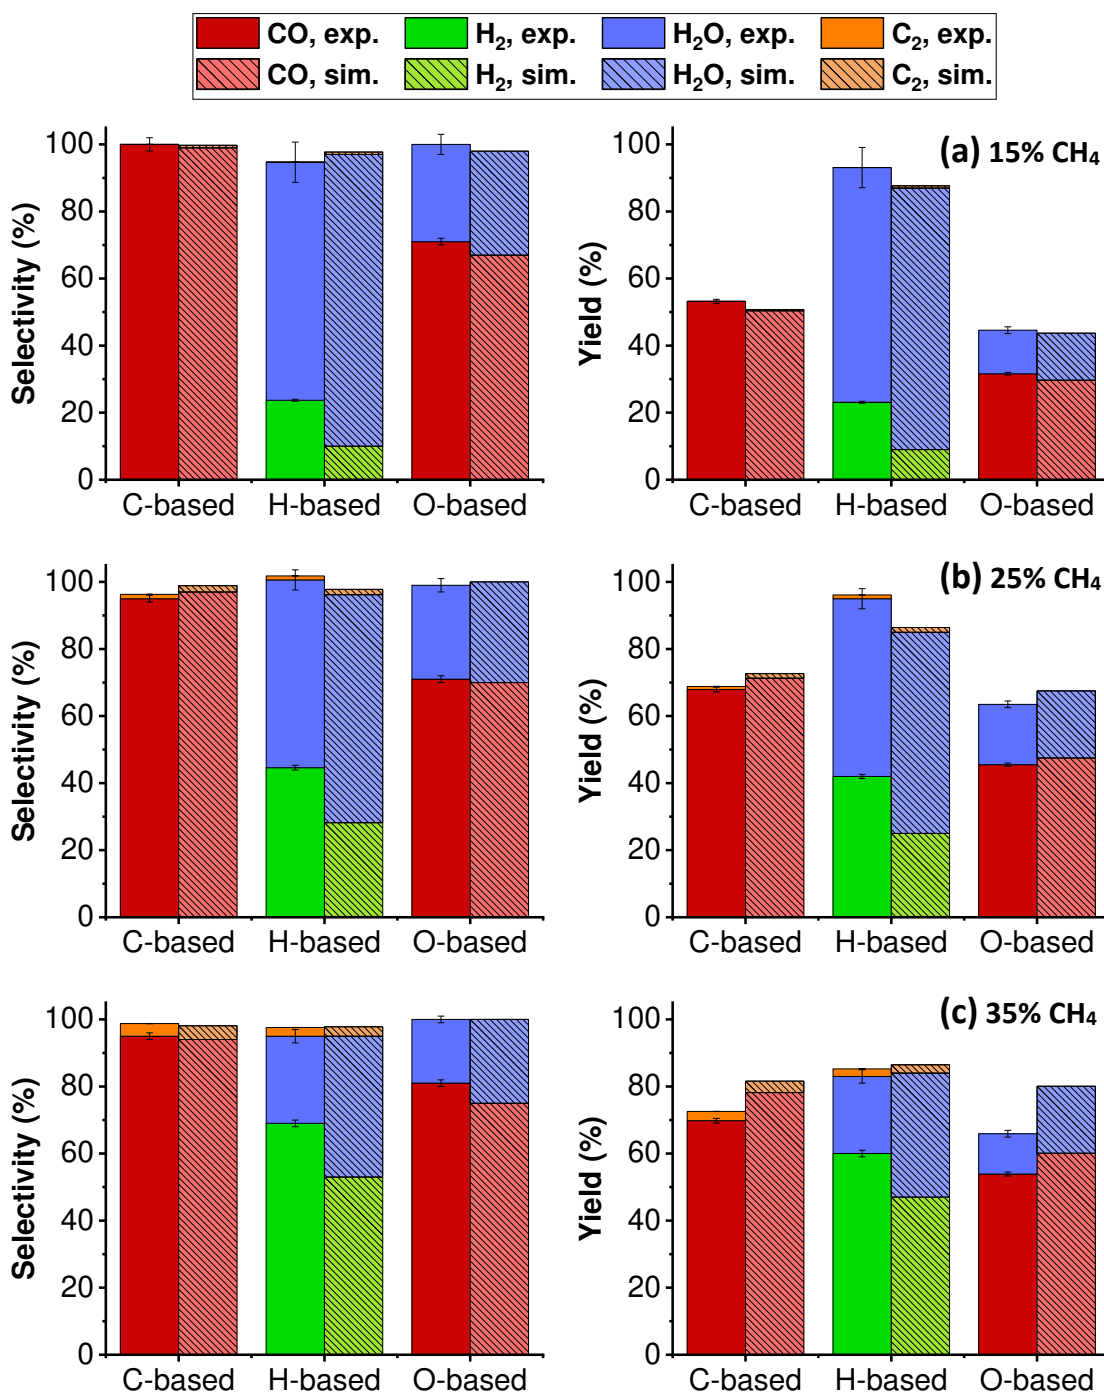 CO, exp. H₂, exp. H₂O, exp. C₂, exp.
CO, sim. H₂, sim. H₂O, sim. C₂, sim.
Selectivity (%)
100
80
60
40
20
0
C-based H-based O-based
Yield (%)
100
80
60
40
20
0
C-based H-based O-based
(a) 15% CH₄
Selectivity (%)
100
80
60
40
20
0
C-based H-based O-based
Yield (%)
100
80
60
40
20
0
C-based H-based O-based
(b) 25% CH₄
Selectivity (%)
100
80
60
40
20
0
C-based H-based O-based
Yield (%)
100
80
60
40
20
0
C-based H-based O-based
(c) 35% CH₄